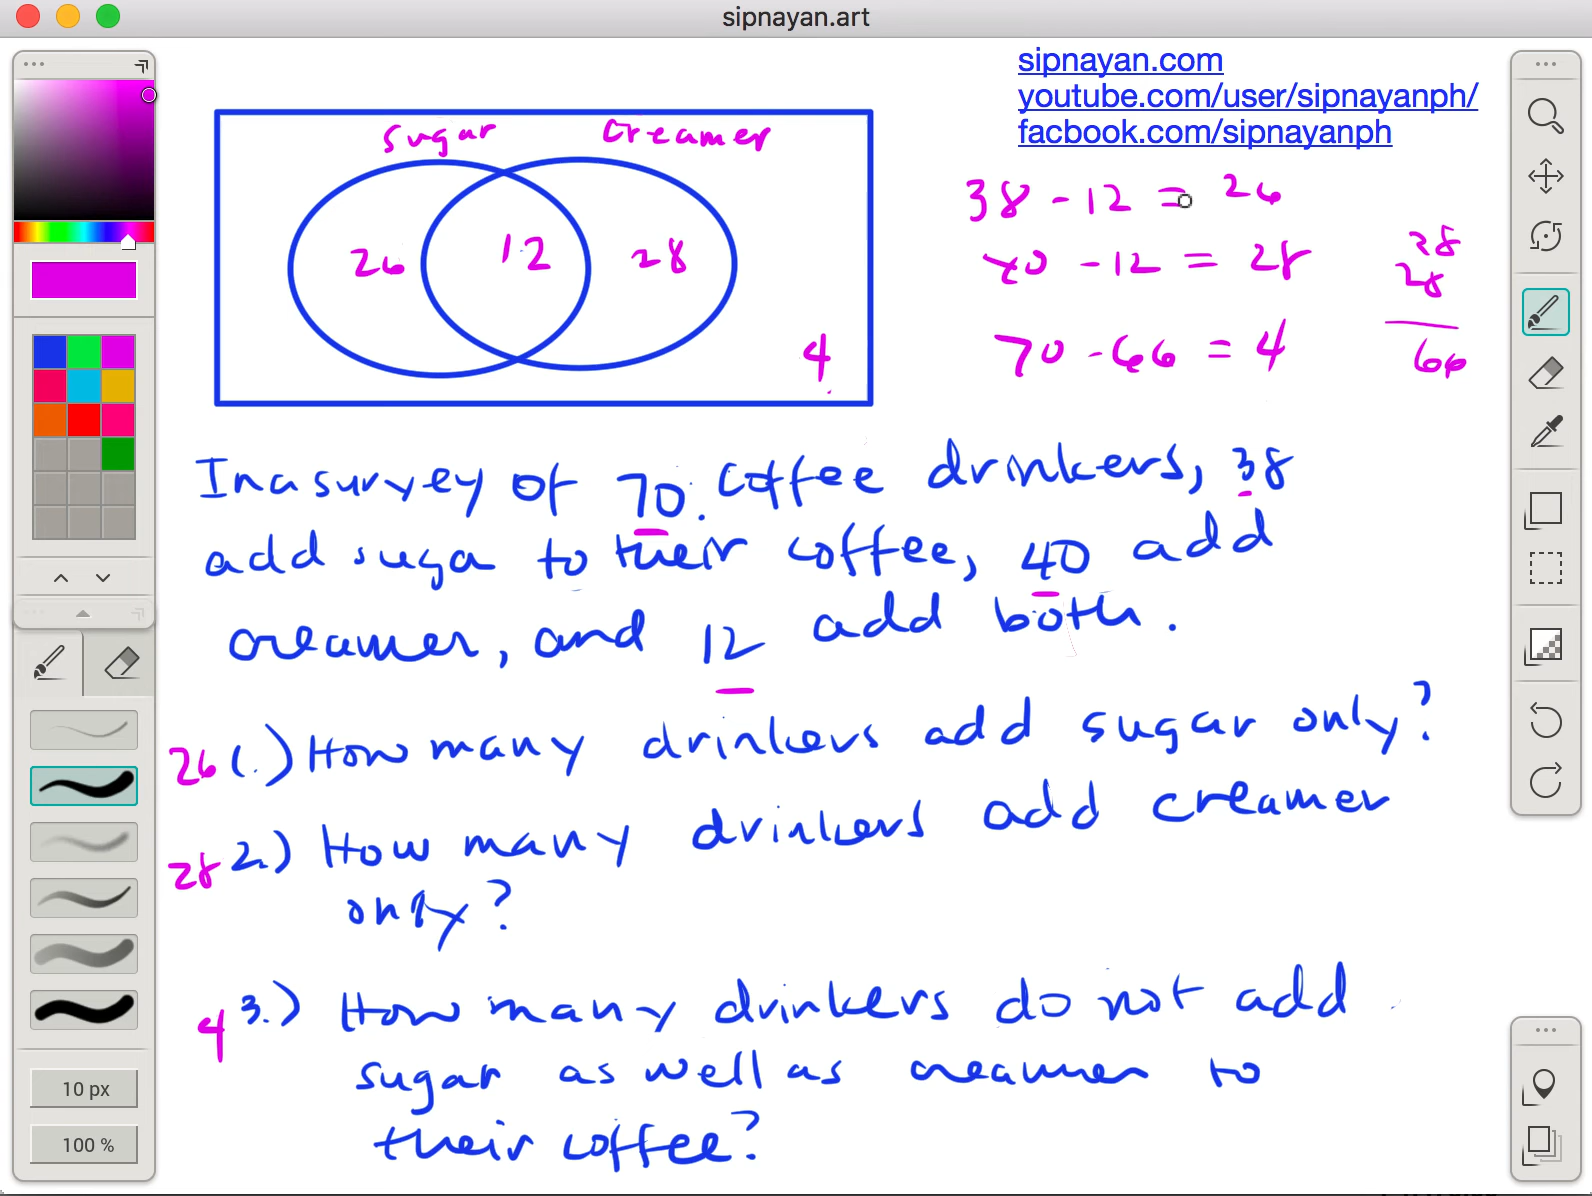 sipnayan.art
sipnayan.com
youtube.com/user/sipnayanph/
facbook.com/sipnayanph
sugar creamer
26 12 28
4
38 - 12 = 26
40 - 12 = 28
70 - 66 = 4
38
28
66
In a survey of 70 coffee drinkers, 38
add sugar to their coffee, 40 add
creamer, and 12 add both.
26 1.) How many drinkers add sugar only?
28 2.) How many drinkers add creamer
only?
4 3.) How many drinkers do not add
sugar as well as creamer to
their coffee?
10 px
100 %